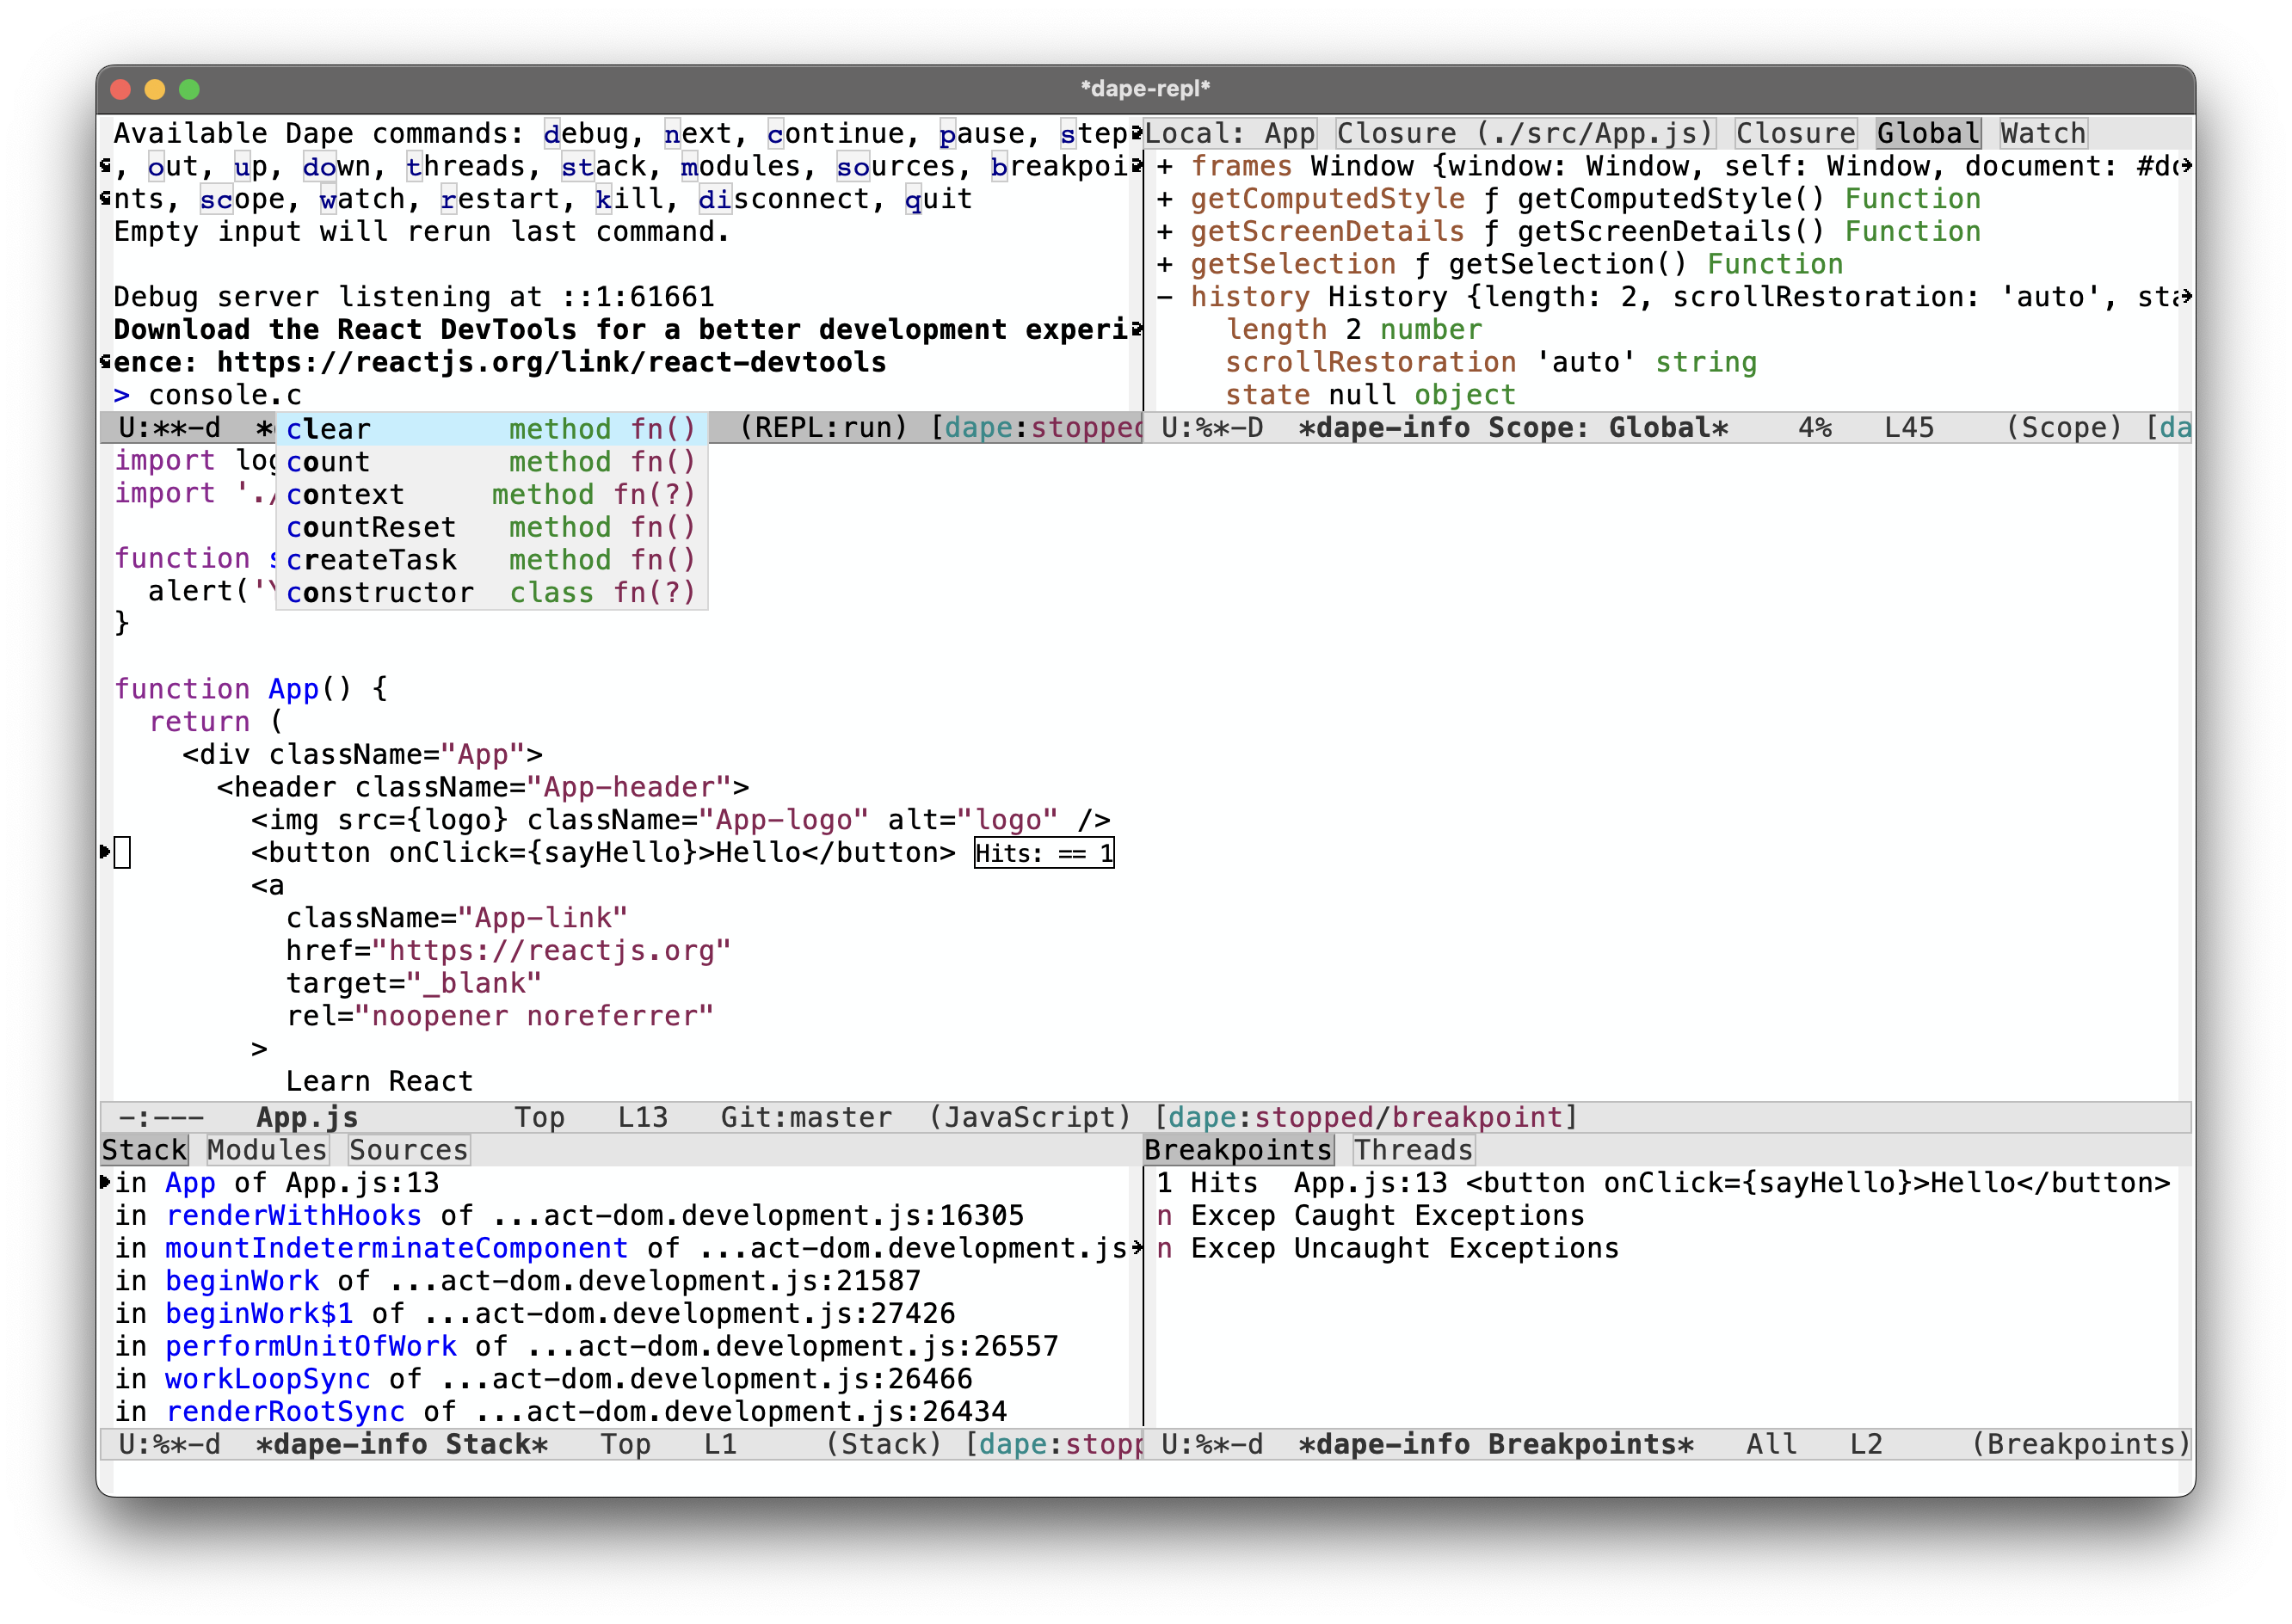 *dape-repl*
Available Dape commands: debug, next, continue, pause, step
, out, up, down, threads, stack, modules, sources, breakpoi
nts, scope, watch, restart, kill, disconnect, quit
Empty input will rerun last command.
Debug server listening at ::1:61661
Download the React DevTools for a better development experi
ence: https://reactjs.org/link/react-devtools
> console.c
U:**-d * (REPL:run) [dape:stopped
clear method fn()
count method fn()
context method fn(?)
countReset method fn()
createTask method fn()
constructor class fn(?)
Local: App Closure (./src/App.js) Closure Global Watch
+ frames Window {window: Window, self: Window, document: #do
+ getComputedStyle ƒ getComputedStyle() Function
+ getScreenDetails ƒ getScreenDetails() Function
+ getSelection ƒ getSelection() Function
- history History {length: 2, scrollRestoration: 'auto', sta
length 2 number
scrollRestoration 'auto' string
state null object
U:%*-D *dape-info Scope: Global* 4% L45 (Scope) [da
import log
import './
function s
alert('Y
}
function App() {
return (
<div className="App">
<header className="App-header">
<img src={logo} className="App-logo" alt="logo" />
<button onClick={sayHello}>Hello</button> Hits: == 1
<a
className="App-link"
href="https://reactjs.org"
target="_blank"
rel="noopener noreferrer"
>
Learn React
-:--- App.js Top L13 Git:master (JavaScript) [dape:stopped/breakpoint]
Stack Modules Sources
in App of App.js:13
in renderWithHooks of ...act-dom.development.js:16305
in mountIndeterminateComponent of ...act-dom.development.js
in beginWork of ...act-dom.development.js:21587
in beginWork$1 of ...act-dom.development.js:27426
in performUnitOfWork of ...act-dom.development.js:26557
in workLoopSync of ...act-dom.development.js:26466
in renderRootSync of ...act-dom.development.js:26434
U:%*-d *dape-info Stack* Top L1 (Stack) [dape:stopp
Breakpoints Threads
1 Hits App.js:13 <button onClick={sayHello}>Hello</button>
n Excep Caught Exceptions
n Excep Uncaught Exceptions
U:%*-d *dape-info Breakpoints* All L2 (Breakpoints)